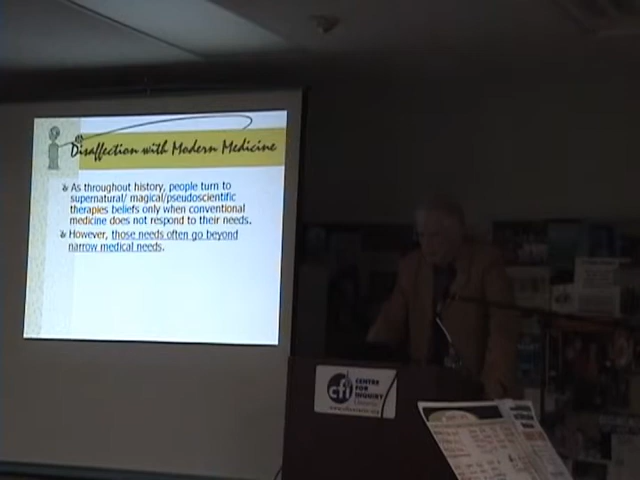 Disaffection with Modern Medicine
As throughout history, people turn to
supernatural/ magical/pseudoscientific
therapies beliefs only when conventional
medicine does not respond to their needs.
However, those needs often go beyond
narrow medical needs.
cfi
CENTRE
FOR
INQUIRY